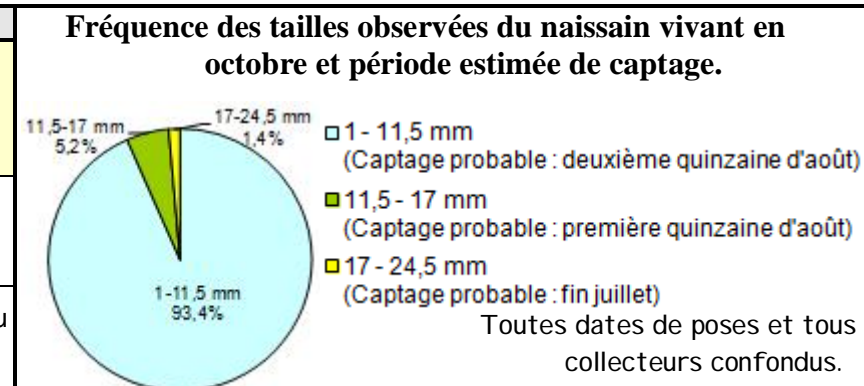 Fréquence des tailles observées du naissain vivant en
octobre et période estimée de captage.
11,5-17 mm
5,2%
17-24,5 mm
1,4%
1-11,5 mm
93,4%
1 - 11,5 mm
(Captage probable : deuxième quinzaine d'août)
11,5 - 17 mm
(Captage probable : première quinzaine d'août)
17 - 24,5 mm
(Captage probable : fin juillet)
Toutes dates de poses et tous
collecteurs confondus.